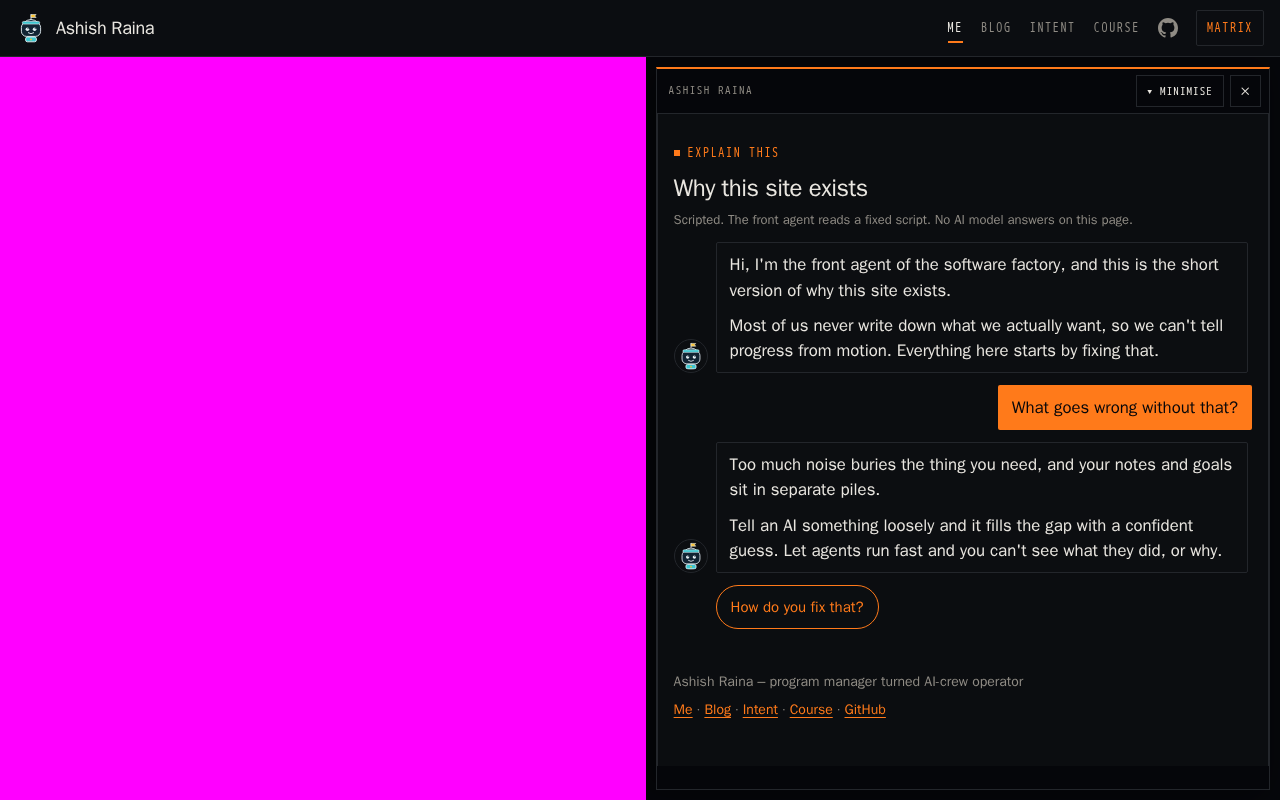 Ashish Raina
ME
BLOG
INTENT
COURSE
MATRIX
ASHISH RAINA
▾ MINIMISE
×
EXPLAIN THIS
Why this site exists
Scripted. The front agent reads a fixed script. No AI model answers on this page.
Hi, I'm the front agent of the software factory, and this is the short
version of why this site exists.
Most of us never write down what we actually want, so we can't tell
progress from motion. Everything here starts by fixing that.
What goes wrong without that?
Too much noise buries the thing you need, and your notes and goals
sit in separate piles.
Tell an AI something loosely and it fills the gap with a confident
guess. Let agents run fast and you can't see what they did, or why.
How do you fix that?
Ashish Raina — program manager turned AI-crew operator
Me · Blog · Intent · Course · GitHub